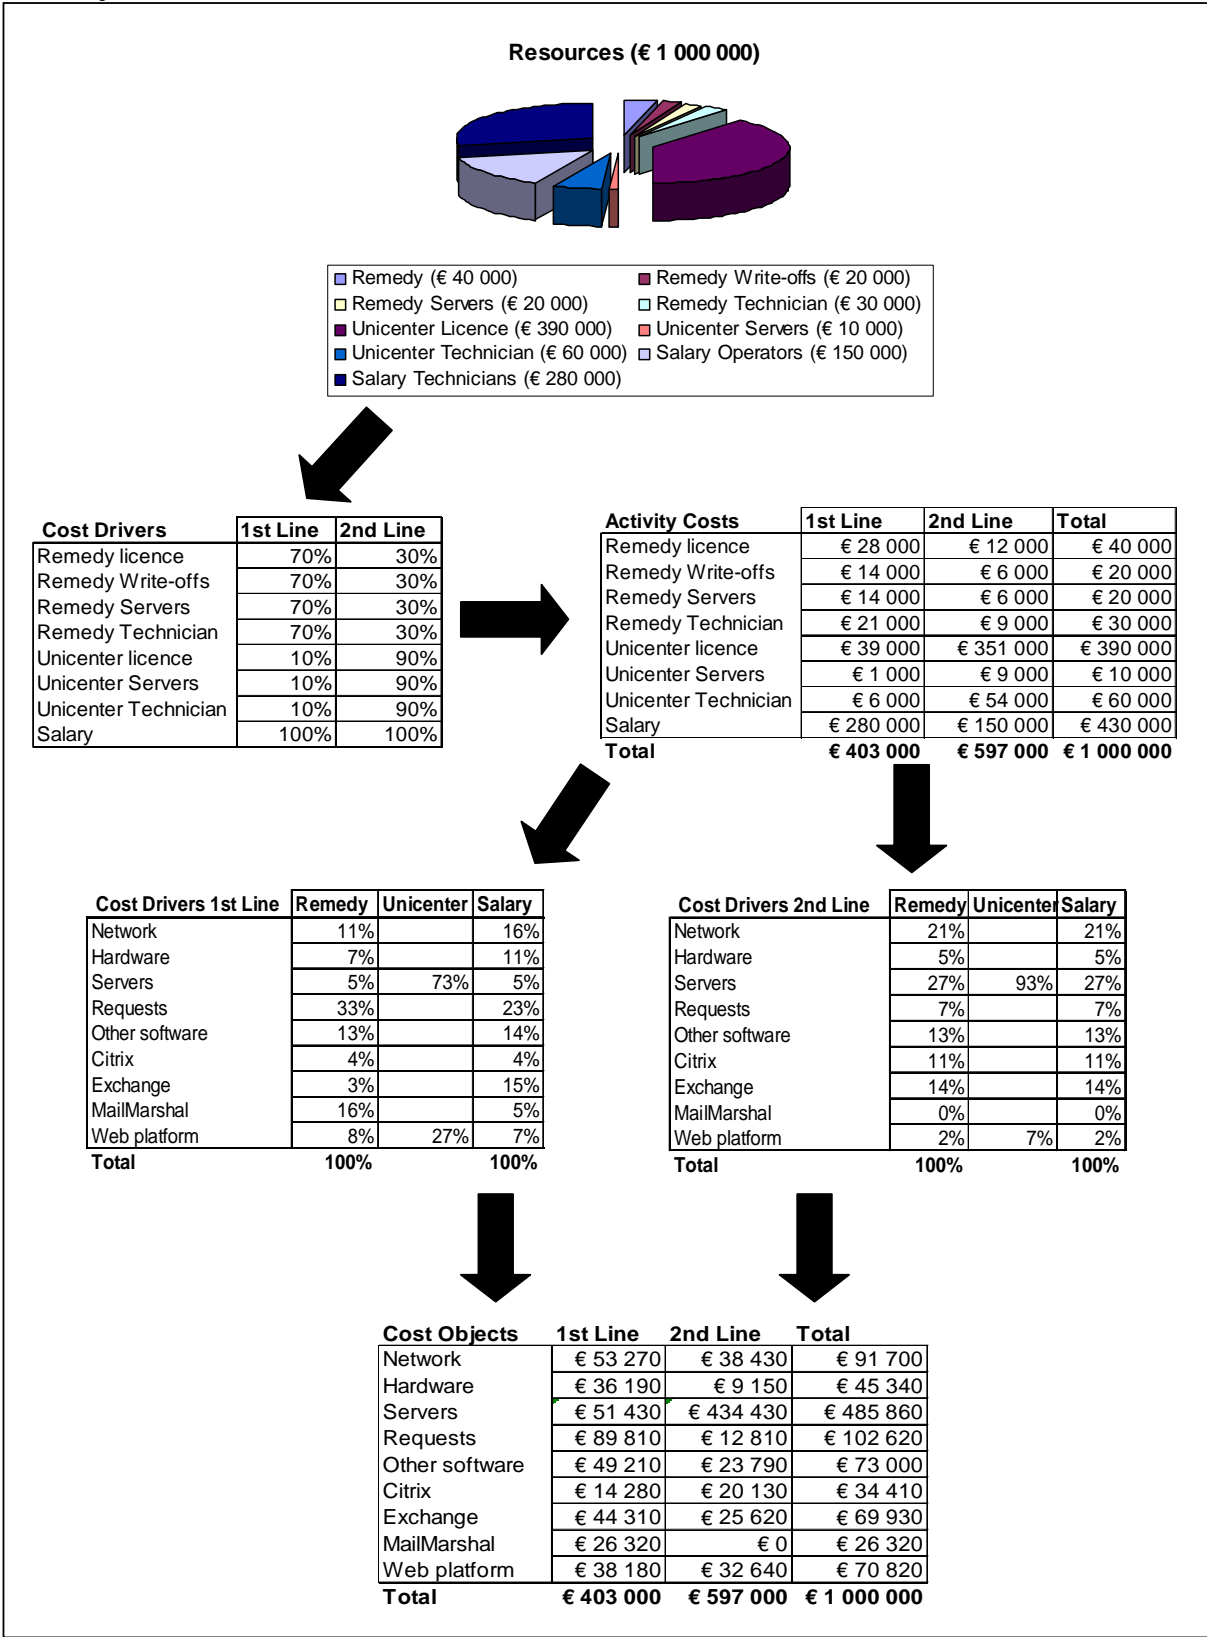 Resources (€ 1 000 000)
Remedy (€ 40 000) Remedy Write-offs (€ 20 000)
Remedy Servers (€ 20 000) Remedy Technician (€ 30 000)
Unicenter Licence (€ 390 000) Unicenter Servers (€ 10 000)
Unicenter Technician (€ 60 000) Salary Operators (€ 150 000)
Salary Technicians (€ 280 000)
Cost Drivers 1st Line 2nd Line
Remedy licence 70% 30%
Remedy Write-offs 70% 30%
Remedy Servers 70% 30%
Remedy Technician 70% 30%
Unicenter licence 10% 90%
Unicenter Servers 10% 90%
Unicenter Technician 10% 90%
Salary 100% 100%
Activity Costs 1st Line 2nd Line Total
Remedy licence € 28 000 € 12 000 € 40 000
Remedy Write-offs € 14 000 € 6 000 € 20 000
Remedy Servers € 14 000 € 6 000 € 20 000
Remedy Technician € 21 000 € 9 000 € 30 000
Unicenter licence € 39 000 € 351 000 € 390 000
Unicenter Servers € 1 000 € 9 000 € 10 000
Unicenter Technician € 6 000 € 54 000 € 60 000
Salary € 280 000 € 150 000 € 430 000
Total € 403 000 € 597 000 € 1 000 000
Cost Drivers 1st Line Remedy Unicenter Salary
Network 11% 16%
Hardware 7% 11%
Servers 5% 73% 5%
Requests 33% 23%
Other software 13% 14%
Citrix 4% 4%
Exchange 3% 15%
MailMarshal 16% 5%
Web platform 8% 27% 7%
Total 100% 100%
Cost Drivers 2nd Line Remedy Unicenter Salary
Network 21% 21%
Hardware 5% 5%
Servers 27% 93% 27%
Requests 7% 7%
Other software 13% 13%
Citrix 11% 11%
Exchange 14% 14%
MailMarshal 0% 0%
Web platform 2% 7% 2%
Total 100% 100%
Cost Objects 1st Line 2nd Line Total
Network € 53 270 € 38 430 € 91 700
Hardware € 36 190 € 9 150 € 45 340
Servers € 51 430 € 434 430 € 485 860
Requests € 89 810 € 12 810 € 102 620
Other software € 49 210 € 23 790 € 73 000
Citrix € 14 280 € 20 130 € 34 410
Exchange € 44 310 € 25 620 € 69 930
MailMarshal € 26 320 € 0 € 26 320
Web platform € 38 180 € 32 640 € 70 820
Total € 403 000 € 597 000 € 1 000 000